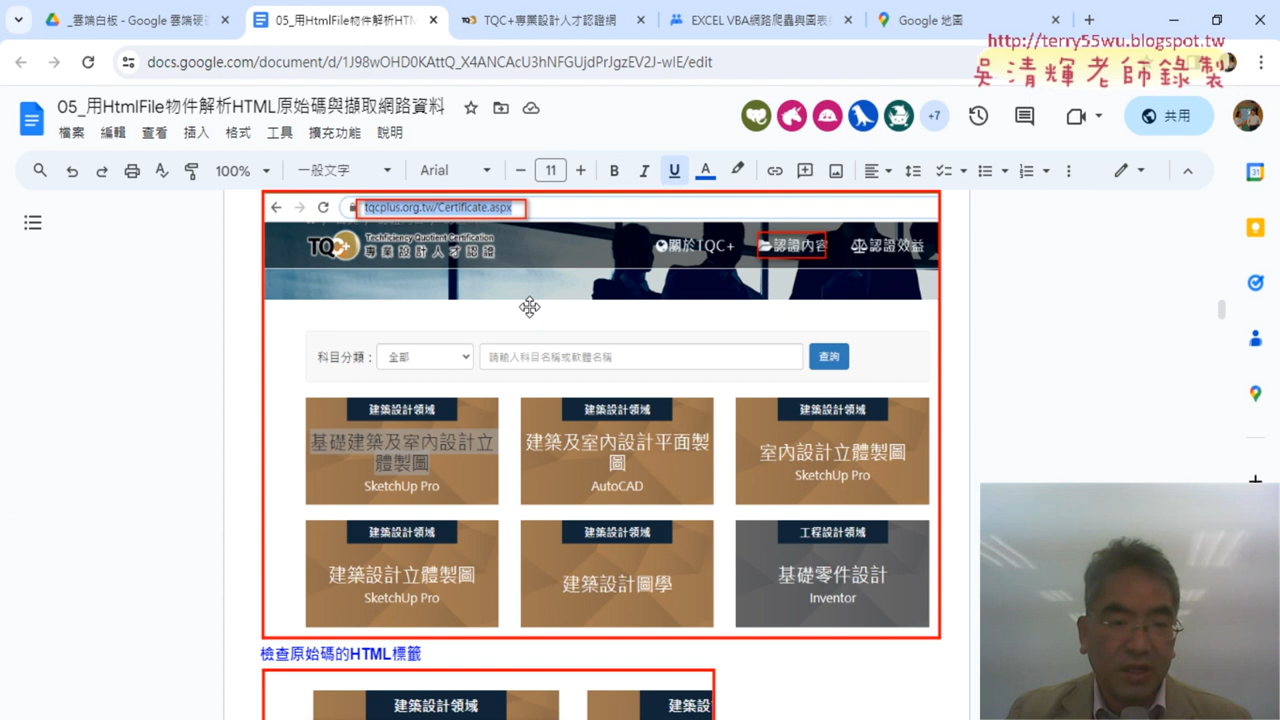 _雲端白板 - Google 雲端硬
05_用HtmlFile物件解析HTM
TQC+專業設計人才認證網
EXCEL VBA網路爬蟲與圖表
Google 地圖
docs.google.com/document/d/1J98wOHD0KAttQ_X4ANCAcU3hNFGUjdPrJgzEV2J-wIE/edit
http://terry55wu.blogspot.tw
吳清輝老師錄製
05_用HtmlFile物件解析HTML原始碼與擷取網路資料
檔案 編輯 查看 插入 格式 工具 擴充功能 說明
+7
共用
100% 一般文字 Arial 11 B I U A
tqcplus.org.tw/Certificate.aspx
TQC+ Techficiency Quotient Certification
專業設計人才認證
關於TQC+ 認證內容 認證效益
科目分類: 全部 請輸入科目名稱或軟體名稱 查詢
建築設計領域 建築設計領域 建築設計領域
基礎建築及室內設計立體製圖
SketchUp Pro
建築及室內設計平面製圖
AutoCAD
室內設計立體製圖
SketchUp Pro
建築設計領域 建築設計領域 工程設計領域
建築設計立體製圖
SketchUp Pro
建築設計圖學
基礎零件設計
Inventor
檢查原始碼的HTML標籤
建築設計領域 建築設